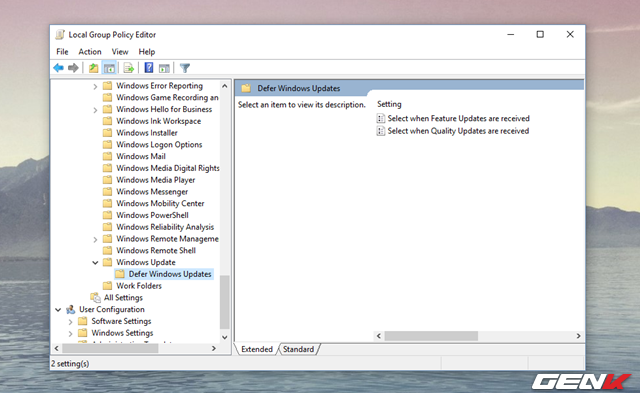 Local Group Policy Editor
File Action View Help
Windows Error Reporting
Windows Game Recording an
Windows Hello for Business
Windows Ink Workspace
Windows Installer
Windows Logon Options
Windows Mail
Windows Media Digital Rights
Windows Media Player
Windows Messenger
Windows Mobility Center
Windows PowerShell
Windows Reliability Analysis
Windows Remote Manageme
Windows Remote Shell
Windows Update
Defer Windows Updates
Work Folders
All Settings
User Configuration
Software Settings
Windows Settings
Defer Windows Updates
Select an item to view its description.
Setting
Select when Feature Updates are received
Select when Quality Updates are received
Extended Standard
2 setting(s)
GENK